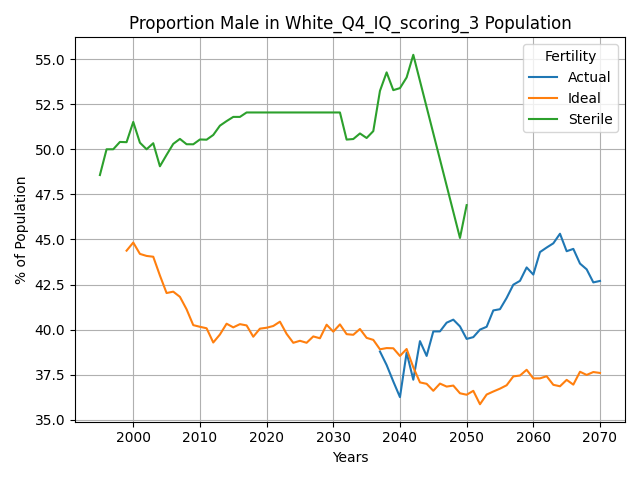 Proportion Male in White_Q4_IQ_scoring_3 Population
Fertility
Actual
Ideal
Sterile
% of Population
55.0
52.5
50.0
47.5
45.0
42.5
40.0
37.5
35.0
2000 2010 2020 2030 2040 2050 2060 2070
Years